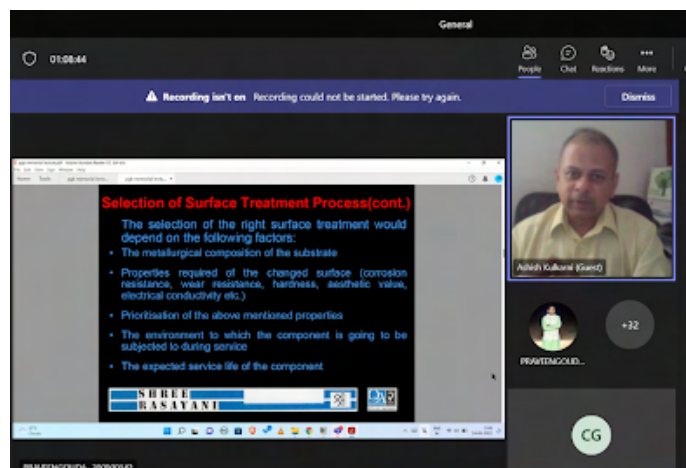 General
01:08:44
People Chat Reactions More
Recording isn't on Recording could not be started. Please try again. Dismiss
Home Tools
Selection of Surface Treatment Process(cont.)
The selection of the right surface treatment would
depend on the following factors:
• The metallurgical composition of the substrate
• Properties required of the changed surface (corrosion
resistance, wear resistance, hardness, aesthetic value,
electrical conductivity etc.)
• Prioritisation of the above mentioned properties
• The environment to which the component is going to be
subjected to during service
• The expected service life of the component
SHREE
RASAYANI
Ashish Kulkarni (Guest)
PRAVEENGOUD...
+32
CG